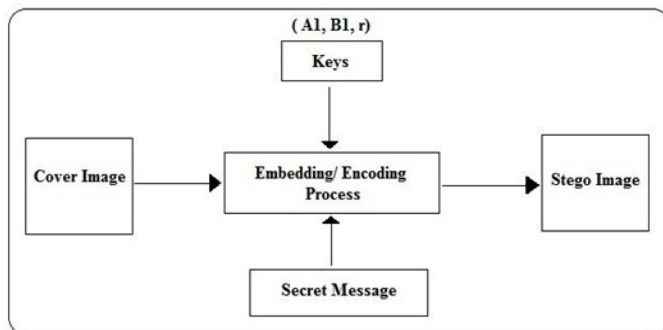 ( A1, B1, r)
Keys
Cover Image
Embedding/ Encoding
Process
Stego Image
Secret Message